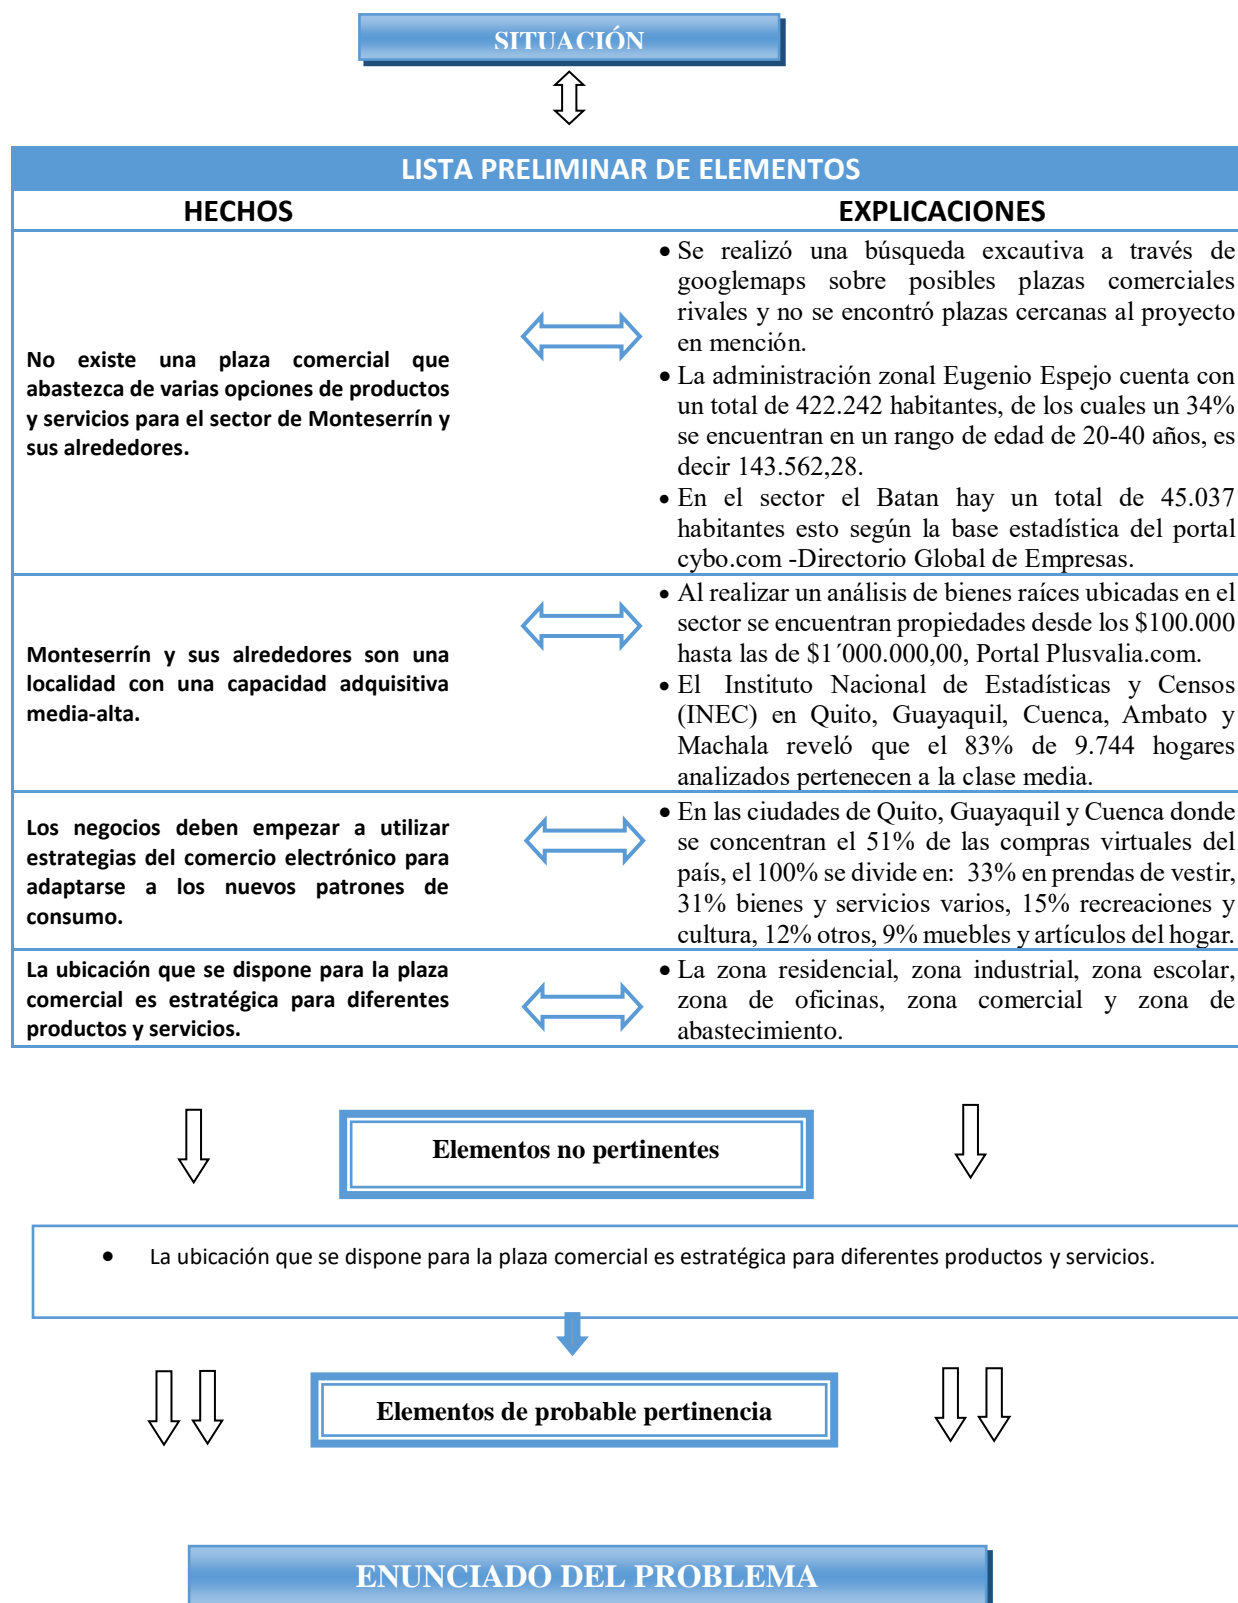 SITUACIÓN
LISTA PRELIMINAR DE ELEMENTOS
HECHOS
EXPLICACIONES
No existe una plaza comercial que
abastezca de varias opciones de productos
y servicios para el sector de Monteserrín y
sus alrededores.
• Se realizó una búsqueda excautiva a través de
googlemaps sobre posibles plazas comerciales
rivales y no se encontró plazas cercanas al proyecto
en mención.
• La administración zonal Eugenio Espejo cuenta con
un total de 422.242 habitantes, de los cuales un 34%
se encuentran en un rango de edad de 20-40 años, es
decir 143.562,28.
• En el sector el Batan hay un total de 45.037
habitantes esto según la base estadística del portal
cybo.com -Directorio Global de Empresas.
Monteserrín y sus alrededores son una
localidad con una capacidad adquisitiva
media-alta.
• Al realizar un análisis de bienes raíces ubicadas en el
sector se encuentran propiedades desde los $100.000
hasta las de $1´000.000,00, Portal Plusvalia.com.
• El Instituto Nacional de Estadísticas y Censos
(INEC) en Quito, Guayaquil, Cuenca, Ambato y
Machala reveló que el 83% de 9.744 hogares
analizados pertenecen a la clase media.
Los negocios deben empezar a utilizar
estrategias del comercio electrónico para
adaptarse a los nuevos patrones de
consumo.
• En las ciudades de Quito, Guayaquil y Cuenca donde
se concentran el 51% de las compras virtuales del
país, el 100% se divide en: 33% en prendas de vestir,
31% bienes y servicios varios, 15% recreaciones y
cultura, 12% otros, 9% muebles y artículos del hogar.
La ubicación que se dispone para la plaza
comercial es estratégica para diferentes
productos y servicios.
• La zona residencial, zona industrial, zona escolar,
zona de oficinas, zona comercial y zona de
abastecimiento.
Elementos no pertinentes
• La ubicación que se dispone para la plaza comercial es estratégica para diferentes productos y servicios.
Elementos de probable pertinencia
ENUNCIADO DEL PROBLEMA